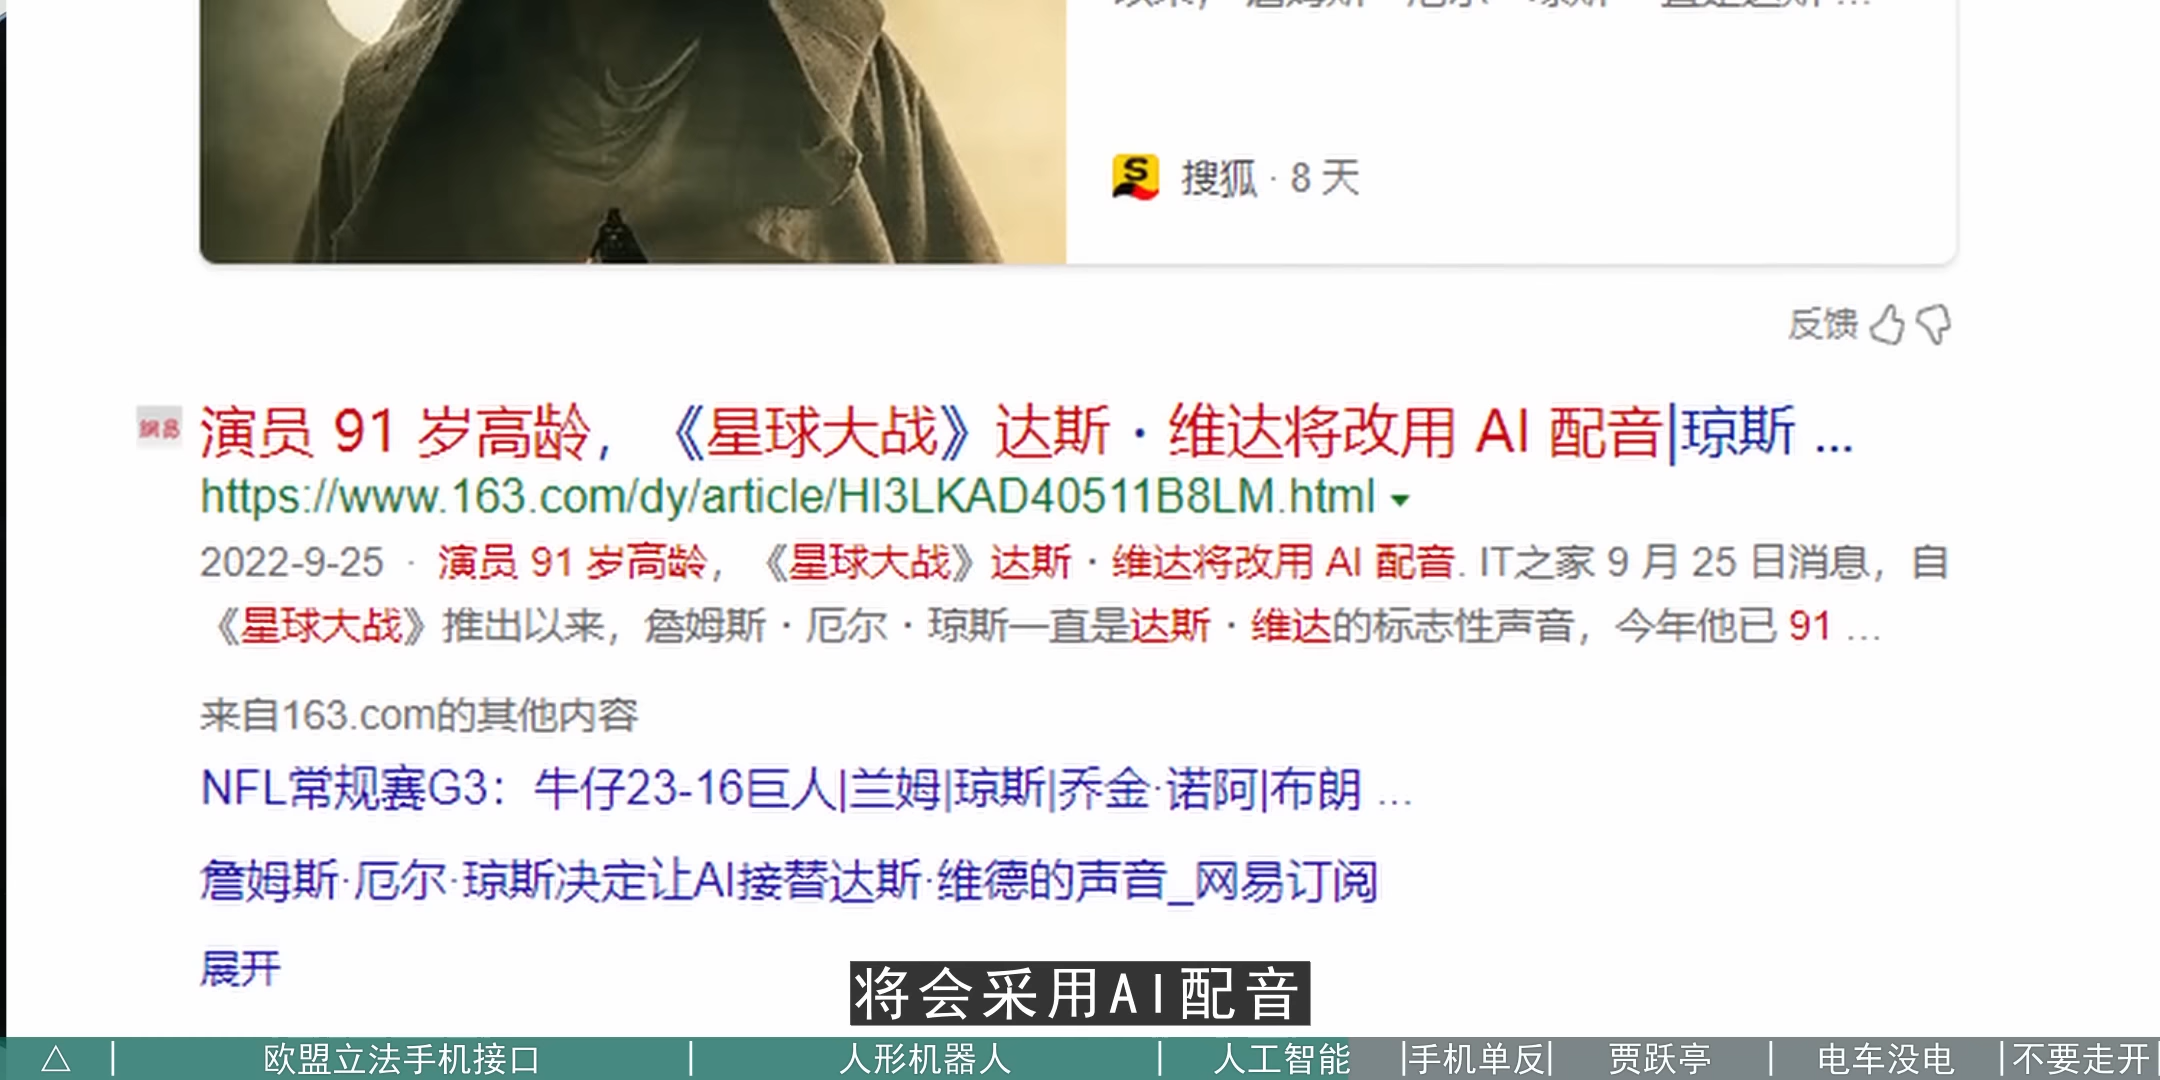 搜狐 · 8 天
反馈
網易
演员 91 岁高龄，《星球大战》达斯 · 维达将改用 AI 配音|琼斯 ...
https://www.163.com/dy/article/HI3LKAD40511B8LM.html
2022-9-25 · 演员 91 岁高龄，《星球大战》达斯 · 维达将改用 AI 配音. IT之家 9 月 25 日消息，自
《星球大战》推出以来，詹姆斯 · 厄尔 · 琼斯一直是达斯 · 维达的标志性声音，今年他已 91 ...
来自163.com的其他内容
NFL常规赛G3：牛仔23-16巨人|兰姆|琼斯|乔金·诺阿|布朗 ...
詹姆斯·厄尔·琼斯决定让AI接替达斯·维德的声音_网易订阅
展开
将会采用AI配音
△ | 欧盟立法手机接口 | 人形机器人 | 人工智能 |手机单反| 贾跃亭 | 电车没电 |不要走开|